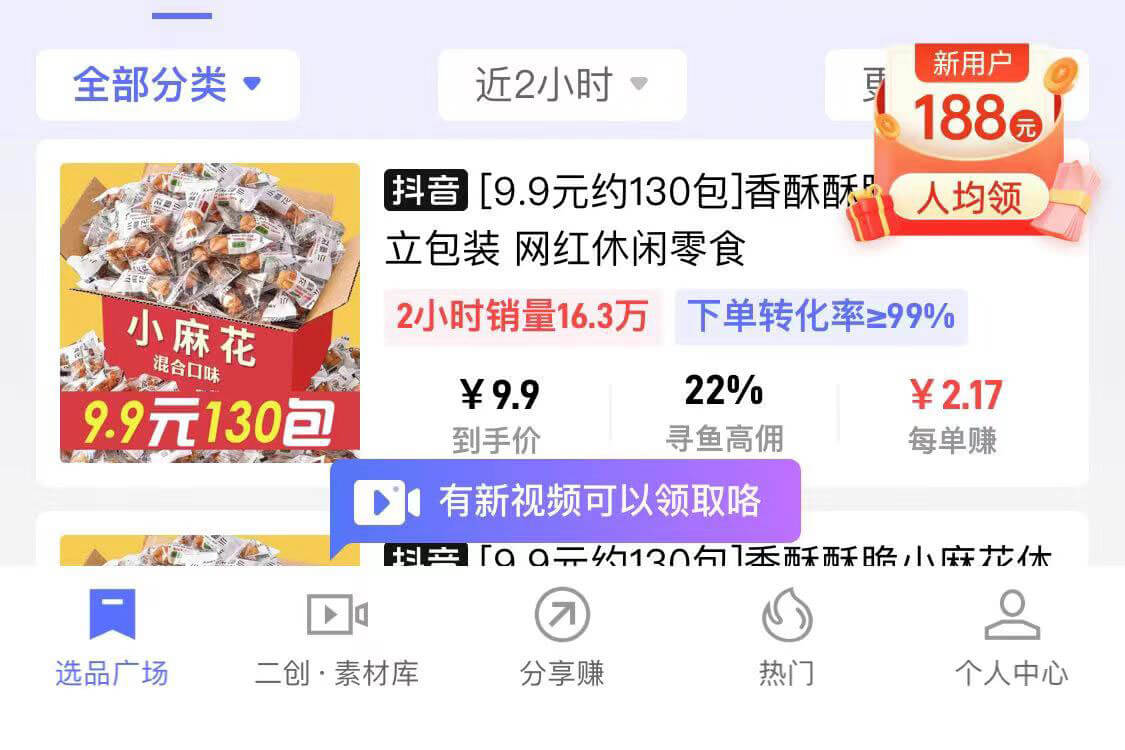 全部分类
近2小时
新用户
188元
人均领
抖音 [9.9元约130包]香酥酥
立包装 网红休闲零食
2小时销量16.3万
下单转化率≥99%
¥9.9
22%
¥2.17
到手价
寻鱼高佣
每单赚
小麻花
混合口味
9.9元130包
有新视频可以领取咯
抖音 [9.9元约130包]香酥酥脆小麻花休
选品广场
二创·素材库
分享赚
热门
个人中心